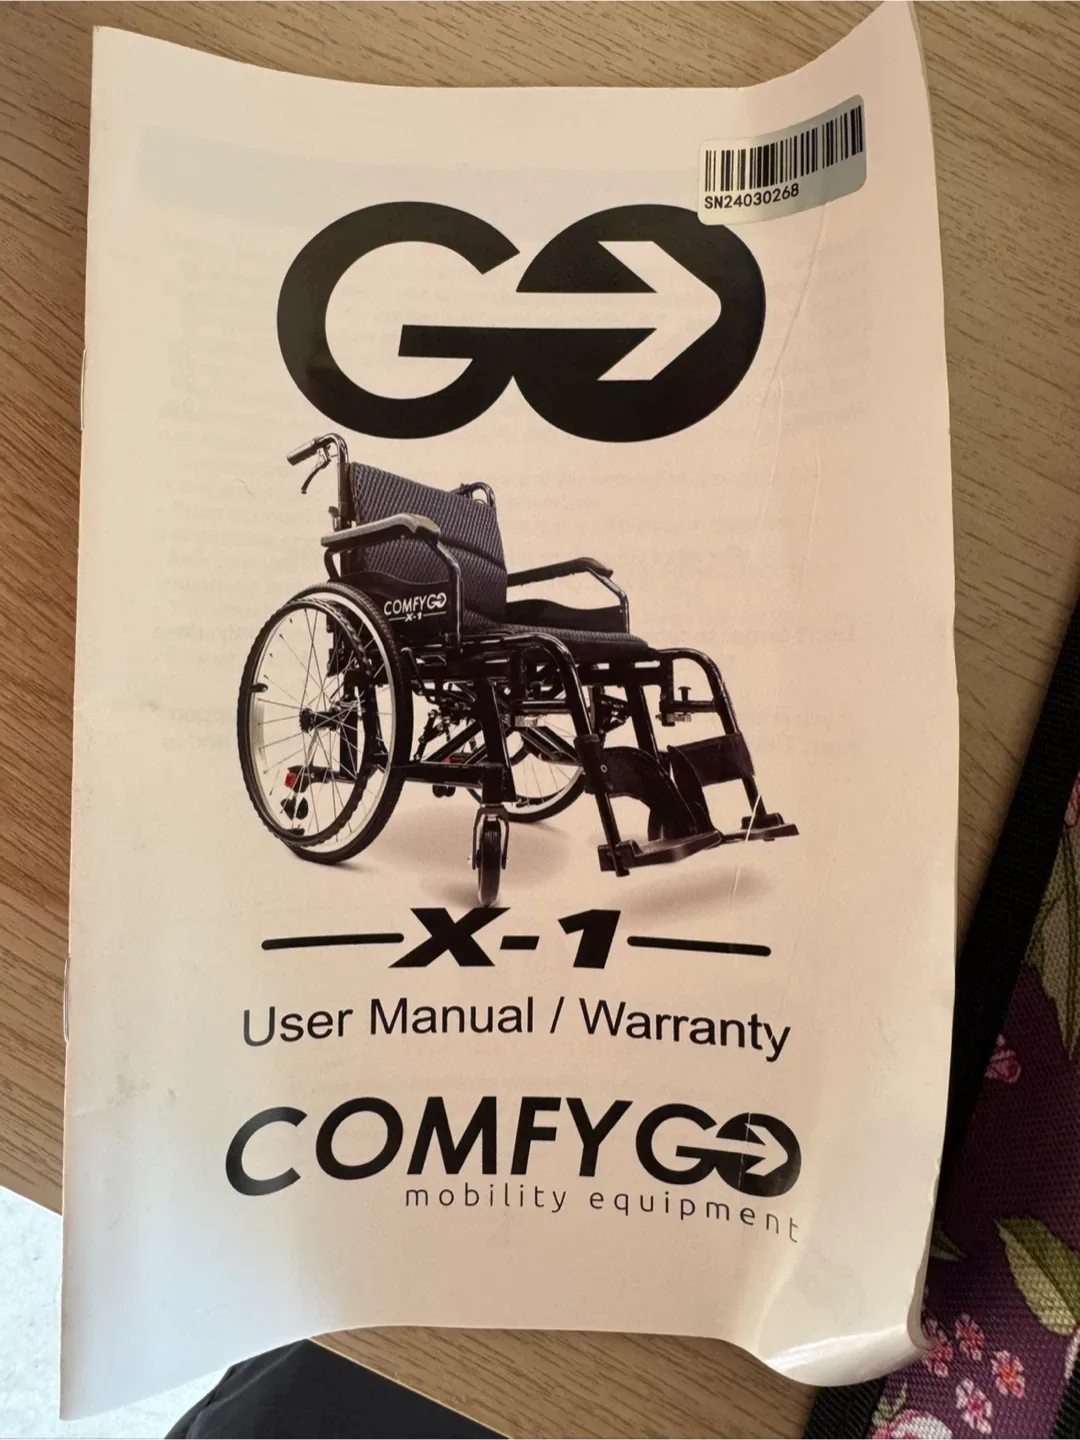 SN24030268
GO
COMFYGO
X-1
X-1
User Manual / Warranty
COMFYGO
mobility equipment